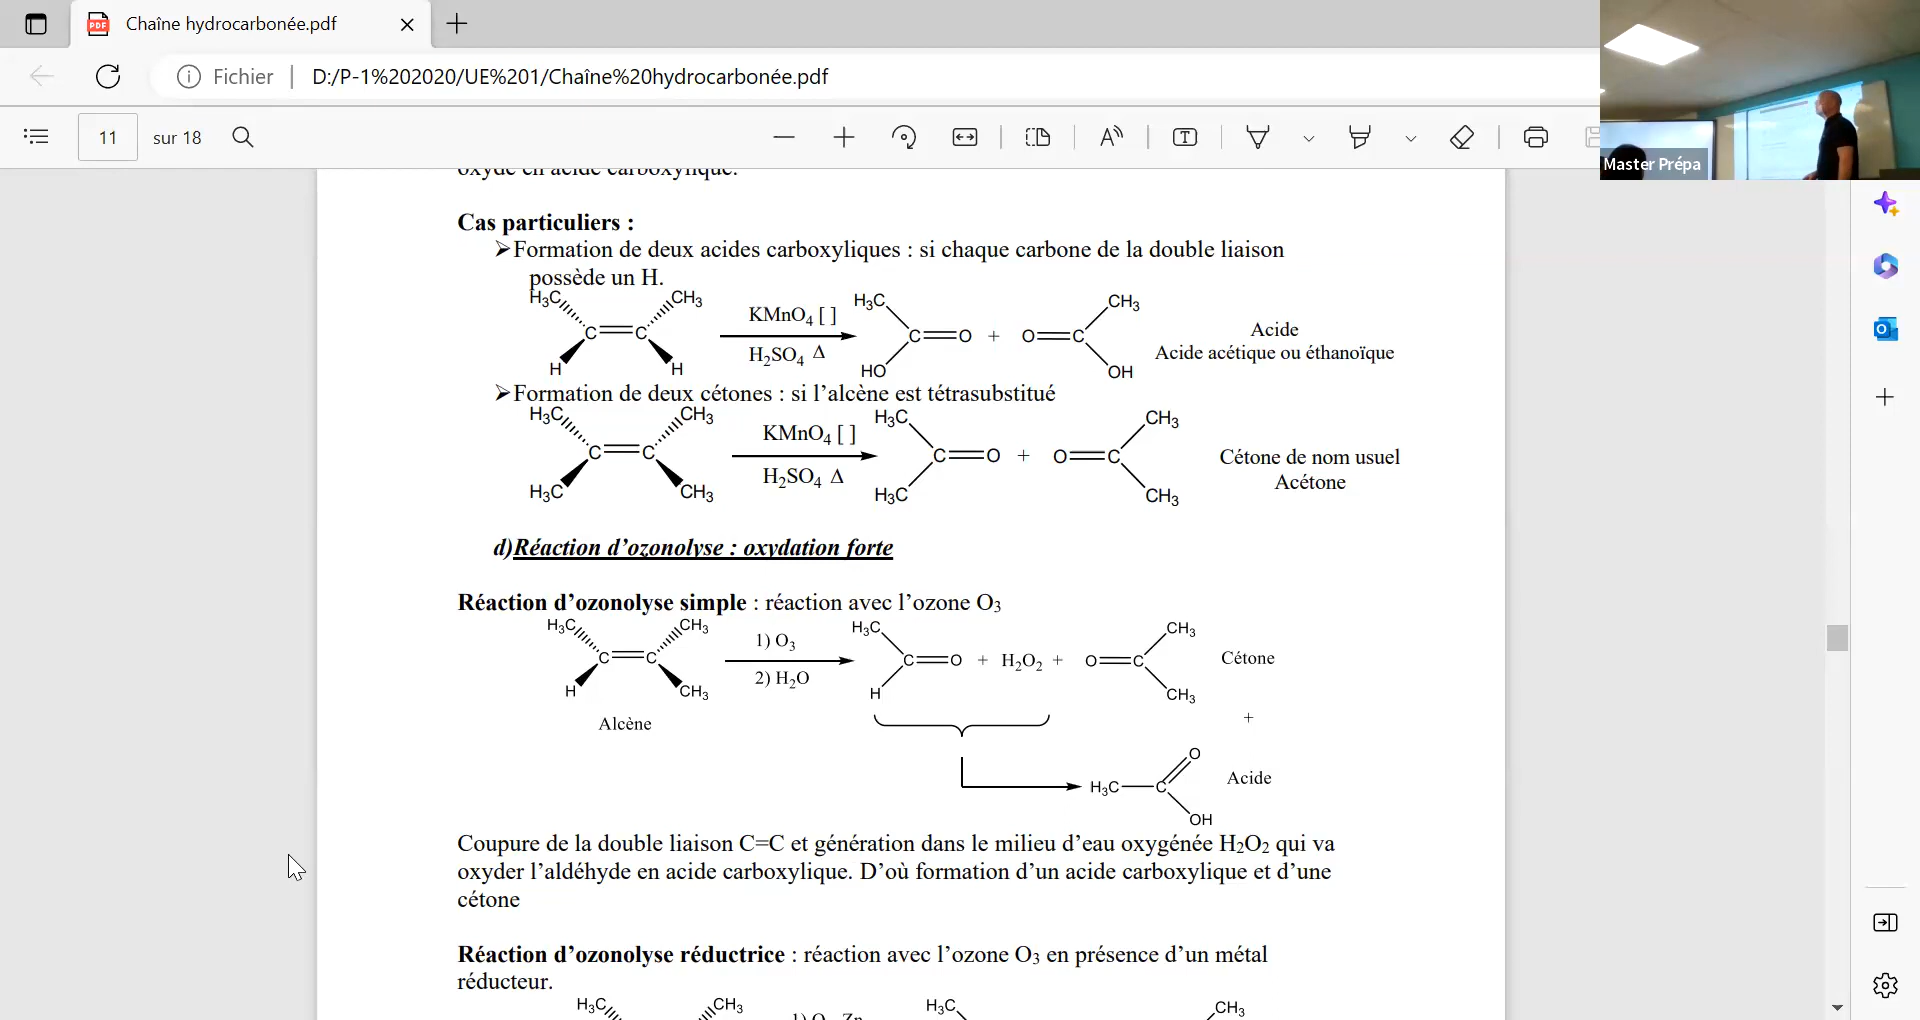 Chaîne hydrocarbonée.pdf
Fichier | D:/P-1%202020/UE%201/Chaîne%20hydrocarbonée.pdf
11 sur 18
Master Prépa
oxyde en acide carboxylique.
Cas particuliers :
➢Formation de deux acides carboxyliques : si chaque carbone de la double liaison
possède un H.
H3C CH3 KMnO4 [ ] H3C CH3
C=C C=O + O=C Acide
H H H2SO4 Δ HO OH Acide acétique ou éthanoïque
➢Formation de deux cétones : si l’alcène est tétrasubstitué
H3C CH3 KMnO4 [ ] H3C CH3
C=C C=O + O=C Cétone de nom usuel
H3C CH3 H2SO4 Δ H3C CH3 Acétone
d)Réaction d’ozonolyse : oxydation forte
Réaction d’ozonolyse simple : réaction avec l’ozone O3
H3C CH3 1) O3 H3C CH3
C=C C=O + H2O2 + O=C Cétone
H CH3 2) H2O H CH3
Alcène +
O
H3C C Acide
OH
Coupure de la double liaison C=C et génération dans le milieu d’eau oxygénée H2O2 qui va
oxyder l’aldéhyde en acide carboxylique. D’où formation d’un acide carboxylique et d’une
cétone
Réaction d’ozonolyse réductrice : réaction avec l’ozone O3 en présence d’un métal
réducteur.
H3C CH3 H3C CH3